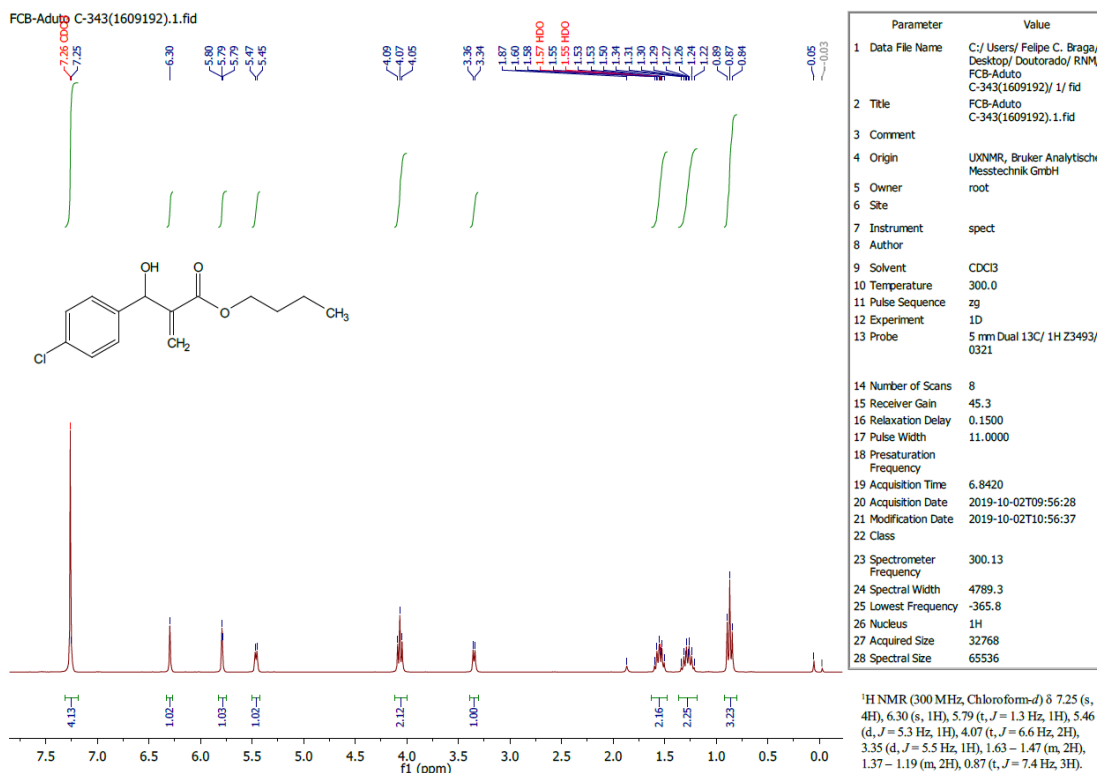 FCB-Aduto C-343(1609192).1.fid
7.26 CDCl3
7.25
6.30
5.80
5.79
5.79
5.47
5.45
4.09
4.07
4.05
3.36
3.34
1.87
1.60
1.58
1.57 HDO
1.55
1.55 HDO
1.53
1.53
1.50
1.34
1.31
1.30
1.29
1.27
1.26
1.24
1.22
0.89
0.87
0.84
0.05
-0.03
OH
O
O
CH3
CH2
Cl
4.13
1.02
1.03
1.02
2.12
1.00
2.16
2.25
3.23
7.5 7.0 6.5 6.0 5.5 5.0 4.5 4.0 3.5 3.0 2.5 2.0 1.5 1.0 0.5 0.0
f1 (ppm)
Parameter Value
1 Data File Name C:/ Users/ Felipe C. Braga/
Desktop/ Doutorado/ RNM/
FCB-Aduto
C-343(1609192)/ 1/ fid
2 Title FCB-Aduto
C-343(1609192).1.fid
3 Comment
4 Origin UXNMR, Bruker Analytische
Messtechnik GmbH
5 Owner root
6 Site
7 Instrument spect
8 Author
9 Solvent CDCl3
10 Temperature 300.0
11 Pulse Sequence zg
12 Experiment 1D
13 Probe 5 mm Dual 13C/ 1H Z3493/
0321
14 Number of Scans 8
15 Receiver Gain 45.3
16 Relaxation Delay 0.1500
17 Pulse Width 11.0000
18 Presaturation
Frequency
19 Acquisition Time 6.8420
20 Acquisition Date 2019-10-02T09:56:28
21 Modification Date 2019-10-02T10:56:37
22 Class
23 Spectrometer 300.13
Frequency
24 Spectral Width 4789.3
25 Lowest Frequency -365.8
26 Nucleus 1H
27 Acquired Size 32768
28 Spectral Size 65536
¹H NMR (300 MHz, Chloroform-d) δ 7.25 (s,
4H), 6.30 (s, 1H), 5.79 (t, J = 1.3 Hz, 1H), 5.46
(d, J = 5.3 Hz, 1H), 4.07 (t, J = 6.6 Hz, 2H),
3.35 (d, J = 5.5 Hz, 1H), 1.63 – 1.47 (m, 2H),
1.37 – 1.19 (m, 2H), 0.87 (t, J = 7.4 Hz, 3H).